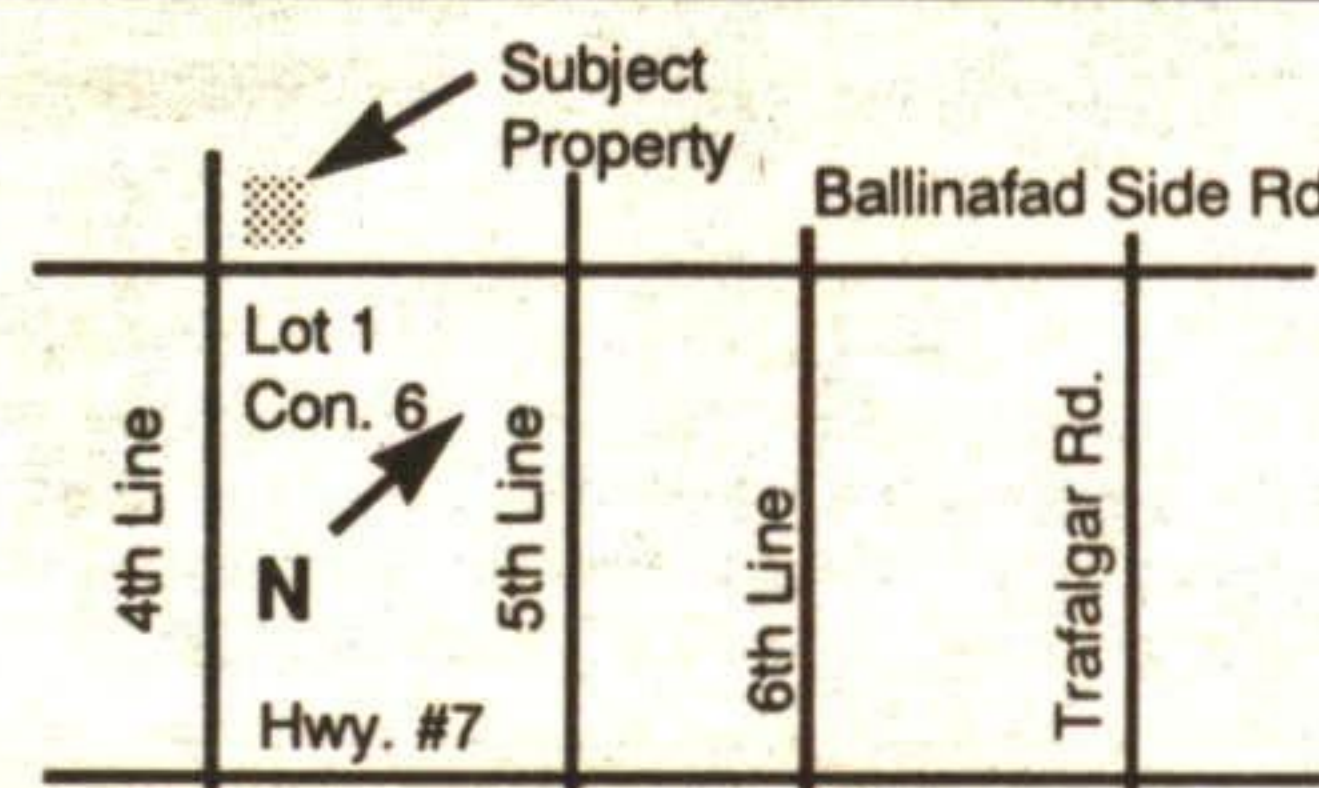 Subject
Property
Ballinafad Side Rd
Lot 1
Con. 6
4th Line
5th Line
N
6th Line
Trafalgar Rd.
Hwy. #7